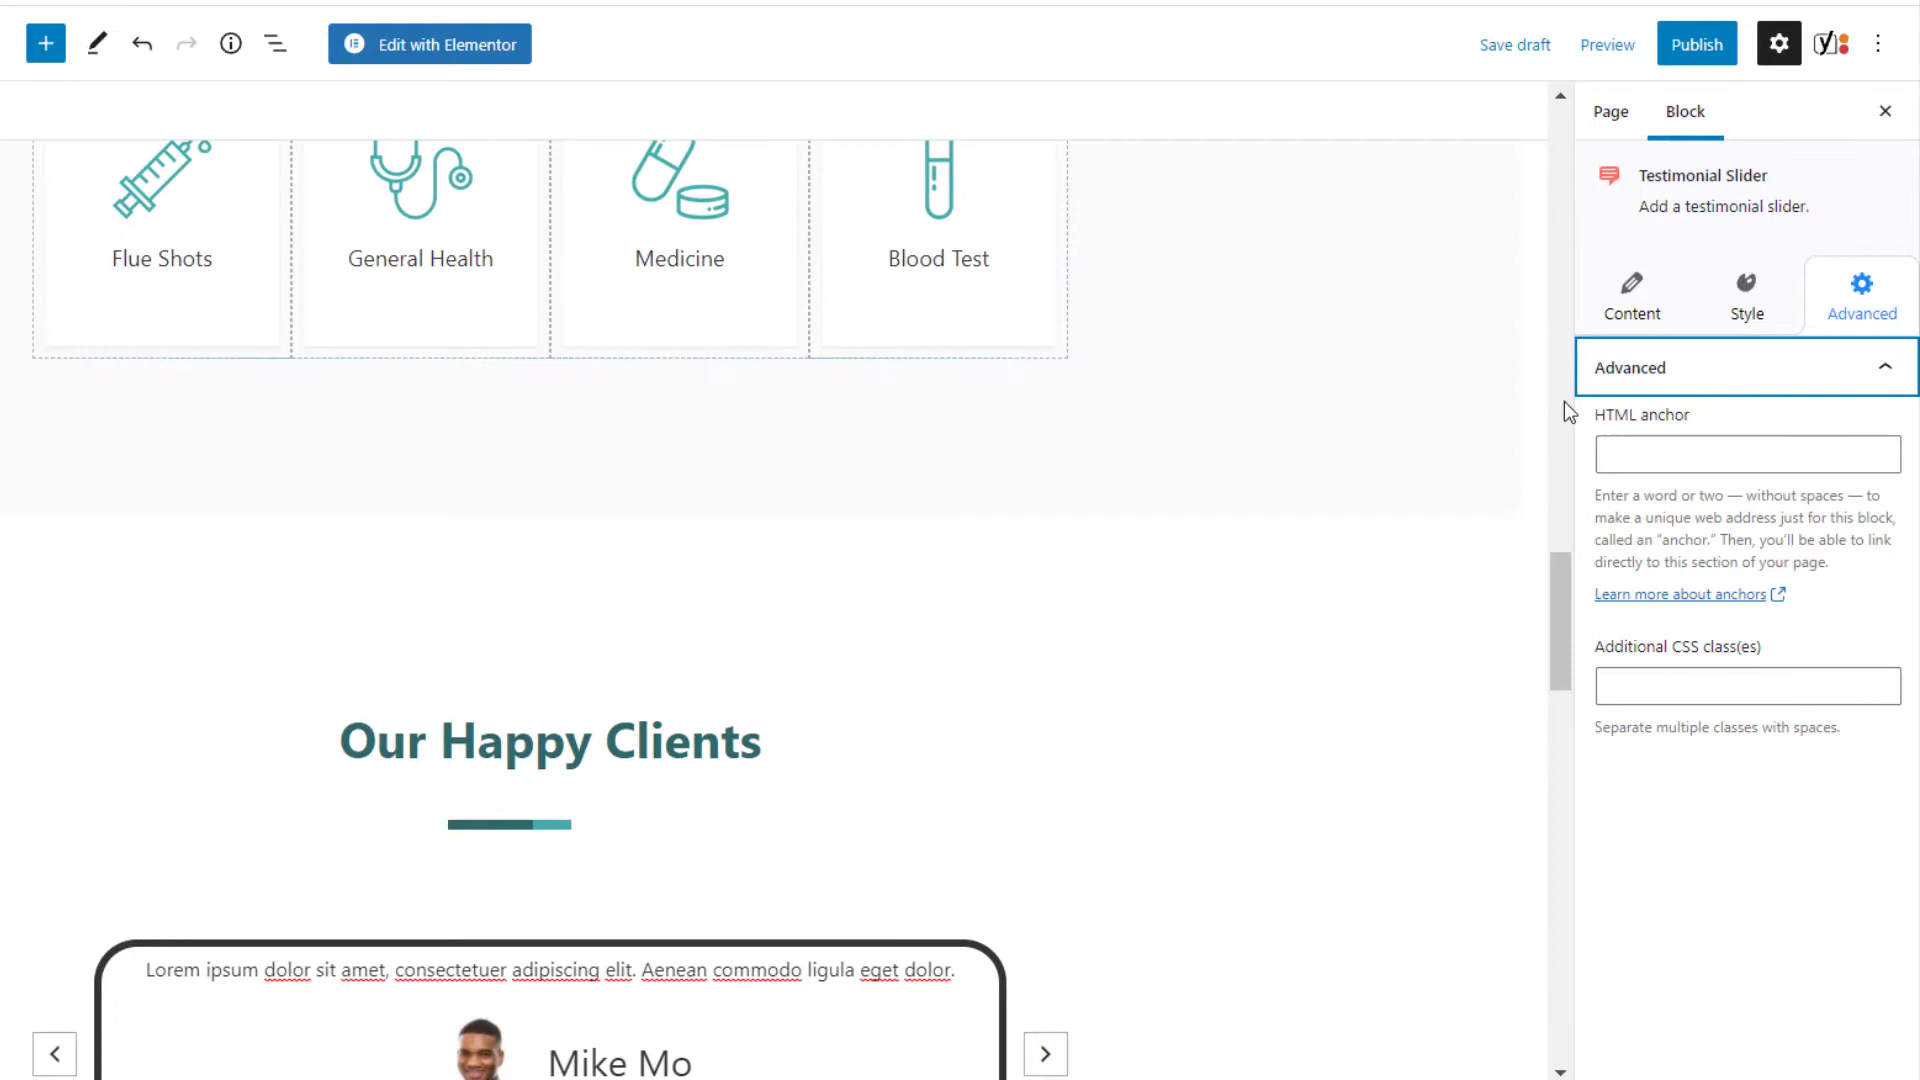 Edit with Elementor
Save draft
Preview
Publish
Page
Block
Testimonial Slider
Add a testimonial slider.
Content
Style
Advanced
Advanced
HTML anchor
Enter a word or two — without spaces — to
make a unique web address just for this block,
called an “anchor.” Then, you’ll be able to link
directly to this section of your page.
Learn more about anchors
Additional CSS class(es)
Separate multiple classes with spaces.
Flue Shots
General Health
Medicine
Blood Test
Our Happy Clients
Lorem ipsum dolor sit amet, consectetuer adipiscing elit. Aenean commodo ligula eget dolor.
Mike Mo